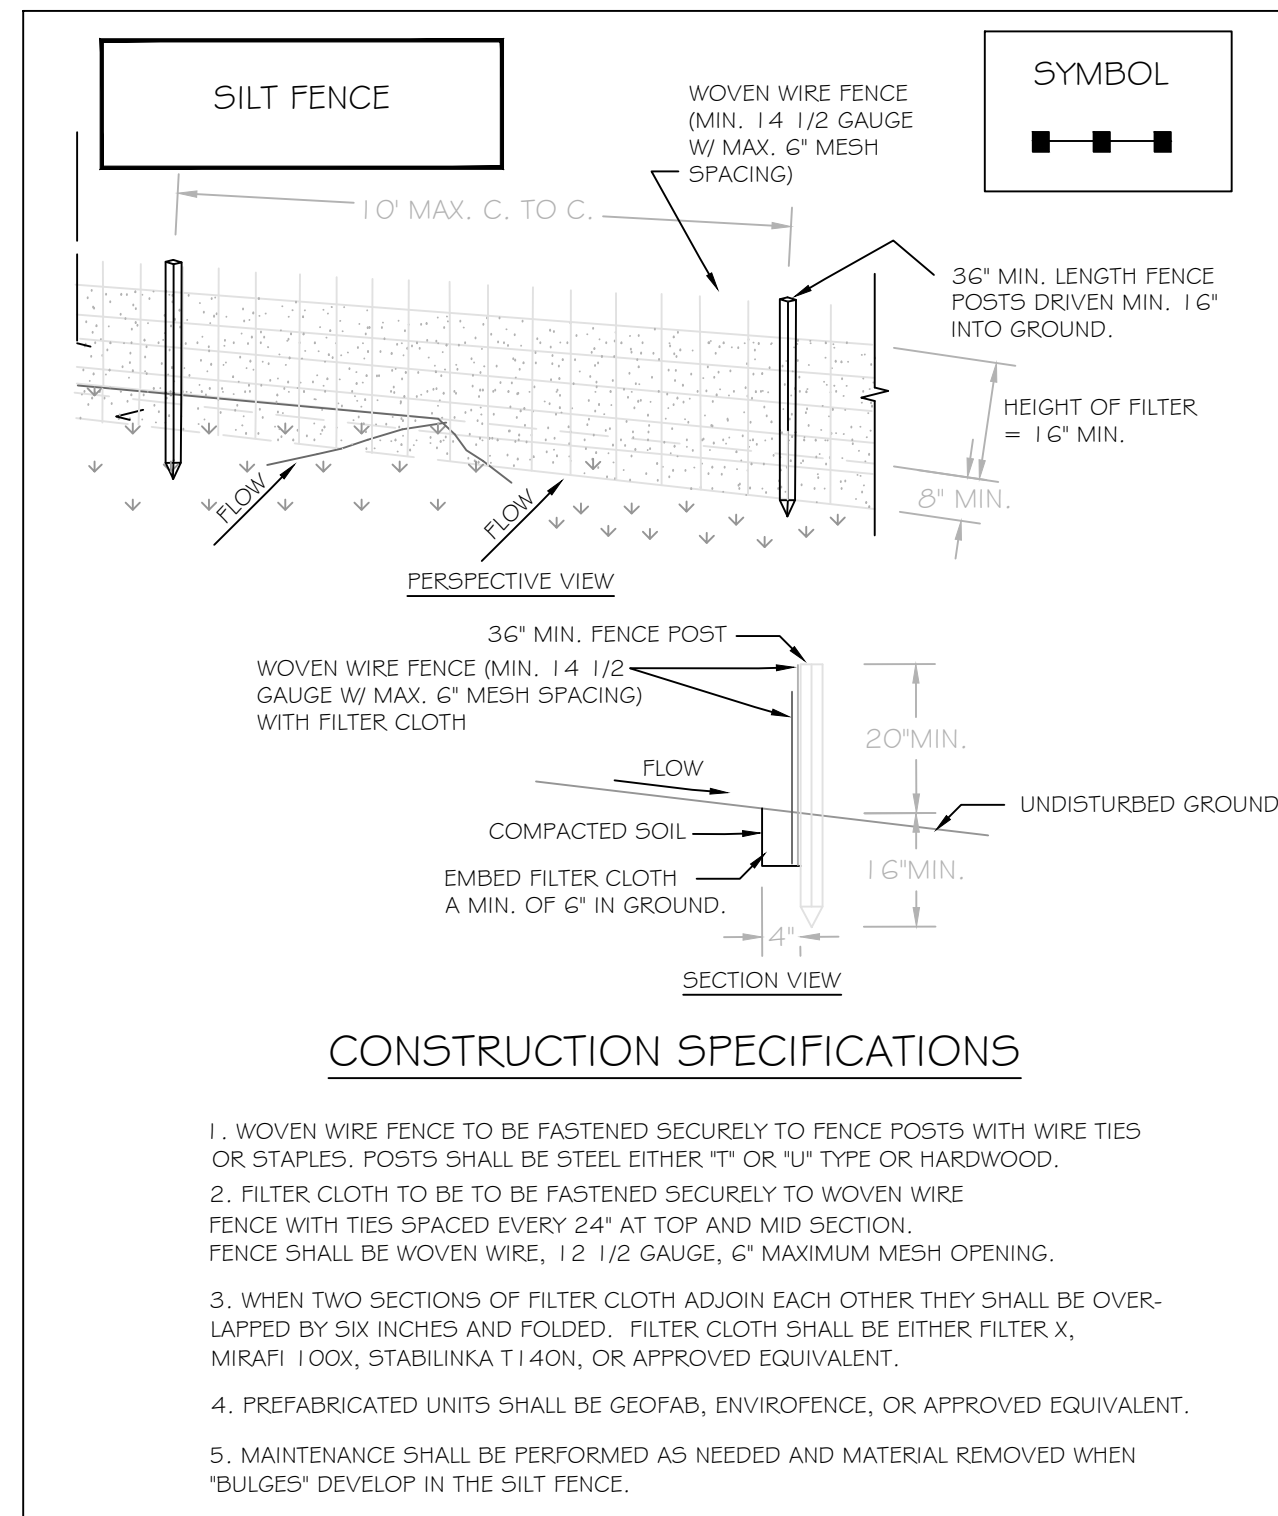 SILT FENCE
SYMBOL
WOVEN WIRE FENCE
(MIN. 14 1/2 GAUGE
W/ MAX. 6" MESH
SPACING)
10' MAX. C. TO C.
36" MIN. LENGTH FENCE
POSTS DRIVEN MIN. 16"
INTO GROUND.
HEIGHT OF FILTER
= 16" MIN.
8" MIN.
FLOW
FLOW
PERSPECTIVE VIEW
36" MIN. FENCE POST
WOVEN WIRE FENCE (MIN. 14 1/2
GAUGE W/ MAX. 6" MESH SPACING)
WITH FILTER CLOTH
20"MIN.
FLOW
UNDISTURBED GROUND
COMPACTED SOIL
16"MIN.
EMBED FILTER CLOTH
A MIN. OF 6" IN GROUND.
4"
SECTION VIEW
CONSTRUCTION SPECIFICATIONS
1. WOVEN WIRE FENCE TO BE FASTENED SECURELY TO FENCE POSTS WITH WIRE TIES
OR STAPLES. POSTS SHALL BE STEEL EITHER "T" OR "U" TYPE OR HARDWOOD.
2. FILTER CLOTH TO BE TO BE FASTENED SECURELY TO WOVEN WIRE
FENCE WITH TIES SPACED EVERY 24" AT TOP AND MID SECTION.
FENCE SHALL BE WOVEN WIRE, 12 1/2 GAUGE, 6" MAXIMUM MESH OPENING.
3. WHEN TWO SECTIONS OF FILTER CLOTH ADJOIN EACH OTHER THEY SHALL BE OVER-
LAPPED BY SIX INCHES AND FOLDED. FILTER CLOTH SHALL BE EITHER FILTER X,
MIRAFI 100X, STABILINKA T140N, OR APPROVED EQUIVALENT.
4. PREFABRICATED UNITS SHALL BE GEOFAB, ENVIROFENCE, OR APPROVED EQUIVALENT.
5. MAINTENANCE SHALL BE PERFORMED AS NEEDED AND MATERIAL REMOVED WHEN
"BULGES" DEVELOP IN THE SILT FENCE.